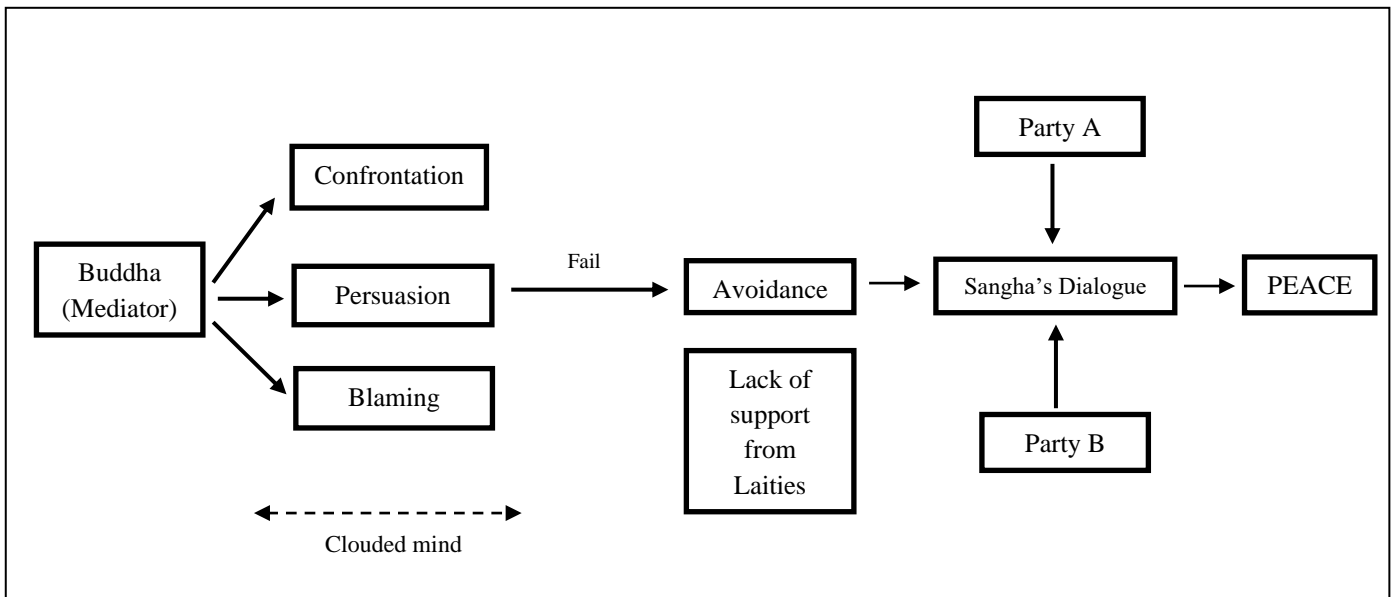 Buddha
(Mediator)
Confrontation
Persuasion
Blaming
Clouded mind
Fail
Avoidance
Lack of
support
from
Laities
Party A
Sangha’s Dialogue
Party B
PEACE